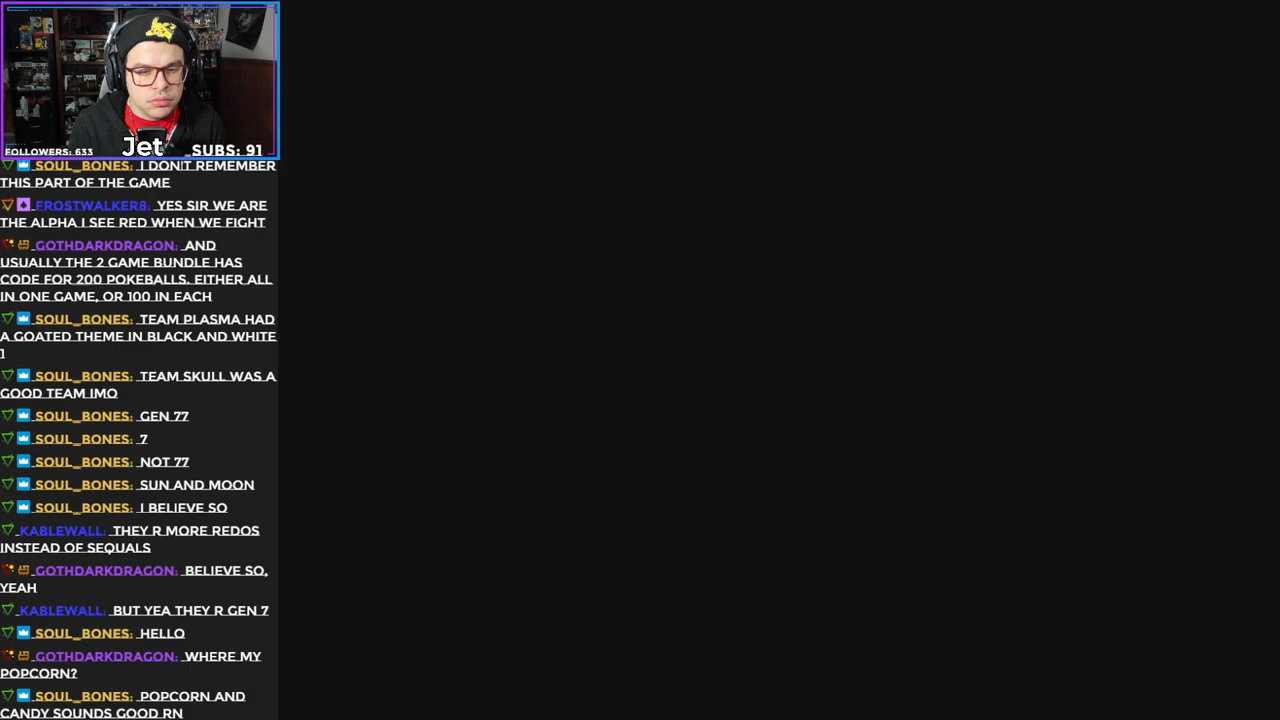 Jet
FOLLOWERS: 633
SUBS: 91
SOUL_BONES: I DON'T REMEMBER
THIS PART OF THE GAME
FROSTWALKER8: YES SIR WE ARE
THE ALPHA I SEE RED WHEN WE FIGHT
GOTHDARKDRAGON: AND
USUALLY THE 2 GAME BUNDLE HAS
CODE FOR 200 POKEBALLS. EITHER ALL
IN ONE GAME, OR 100 IN EACH
SOUL_BONES: TEAM PLASMA HAD
A GOATED THEME IN BLACK AND WHITE
1
SOUL_BONES: TEAM SKULL WAS A
GOOD TEAM IMO
SOUL_BONES: GEN 77
SOUL_BONES: 7
SOUL_BONES: NOT 77
SOUL_BONES: SUN AND MOON
SOUL_BONES: I BELIEVE SO
KABLEWALL: THEY R MORE REDOS
INSTEAD OF SEQUALS
GOTHDARKDRAGON: BELIEVE SO,
YEAH
KABLEWALL: BUT YEA THEY R GEN 7
SOUL_BONES: HELLO
GOTHDARKDRAGON: WHERE MY
POPCORN?
SOUL_BONES: POPCORN AND
CANDY SOUNDS GOOD RN